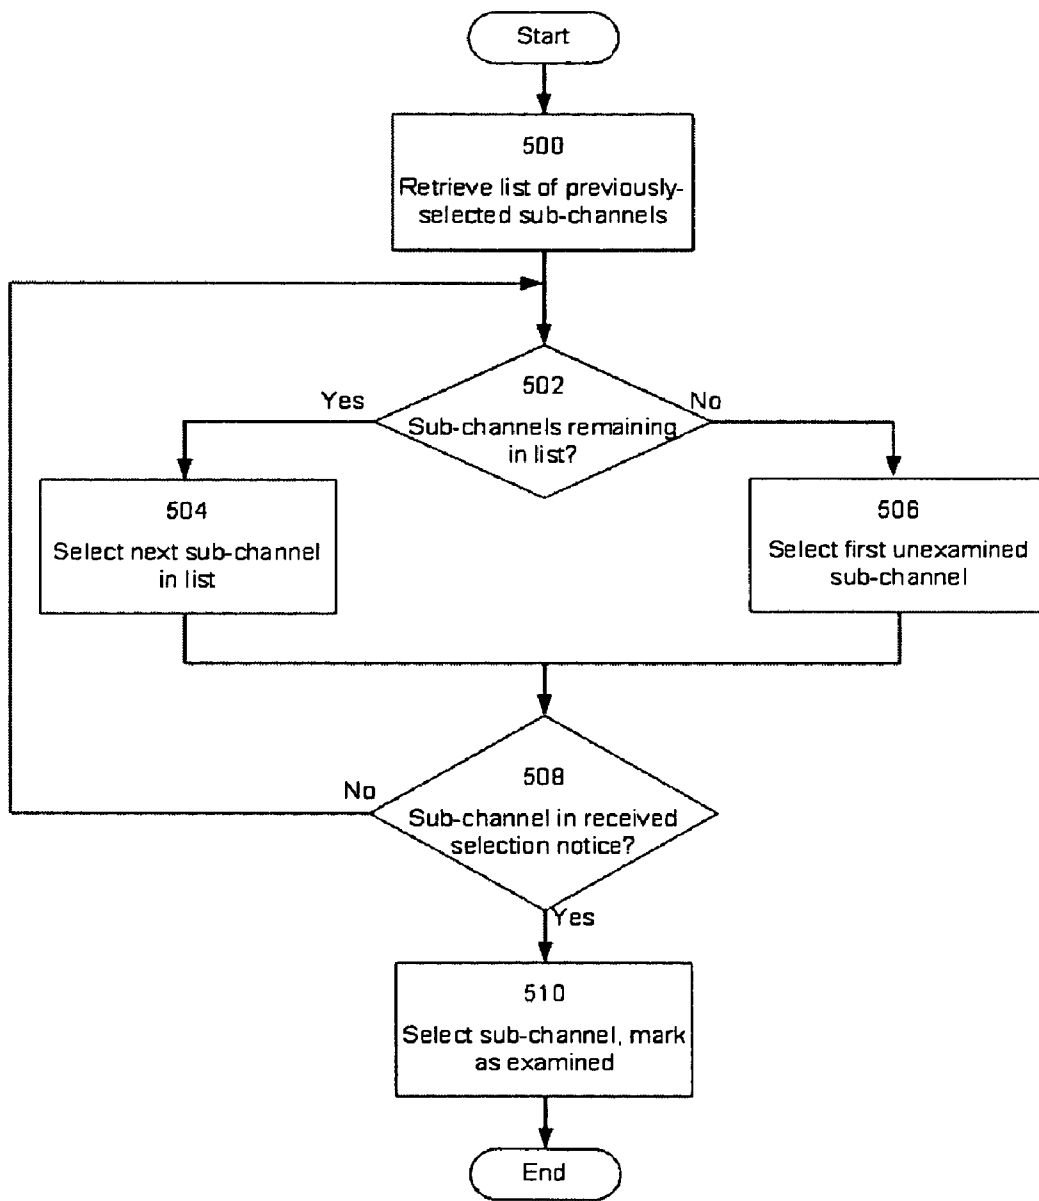 Start
500
Retrieve list of previously-
selected sub-channels
502
Yes
No
Sub-channels remaining
in list?
504
Select next sub-channel
in list
506
Select first unexamined
sub-channel
508
No
Sub-channel in received
selection notice?
Yes
510
Select sub-channel, mark
as examined
End